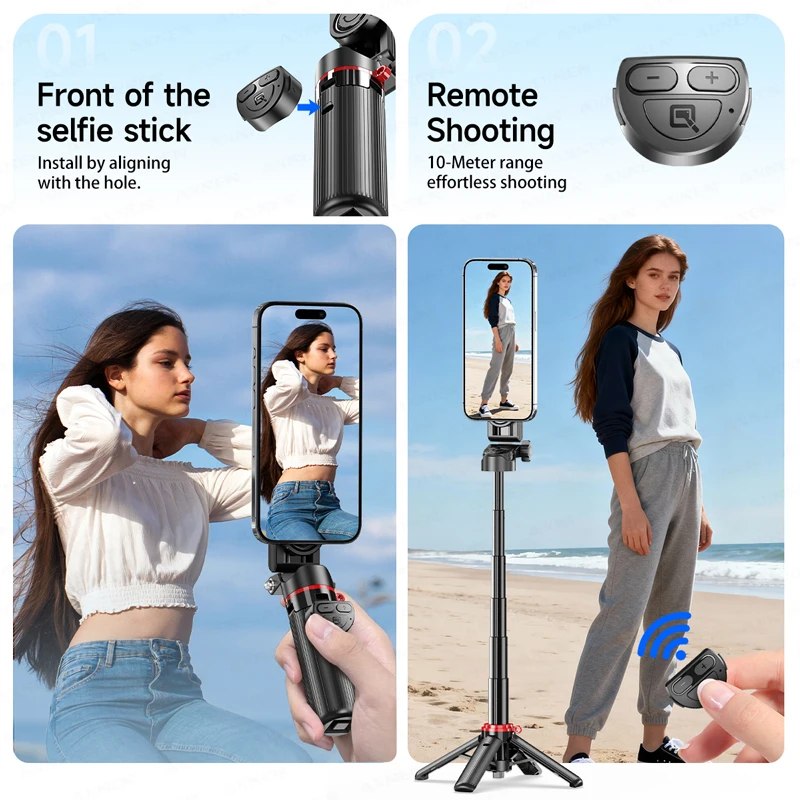 01
Front of the
selfie stick
Install by aligning
with the hole.
02
Remote
Shooting
10-Meter range
effortless shooting